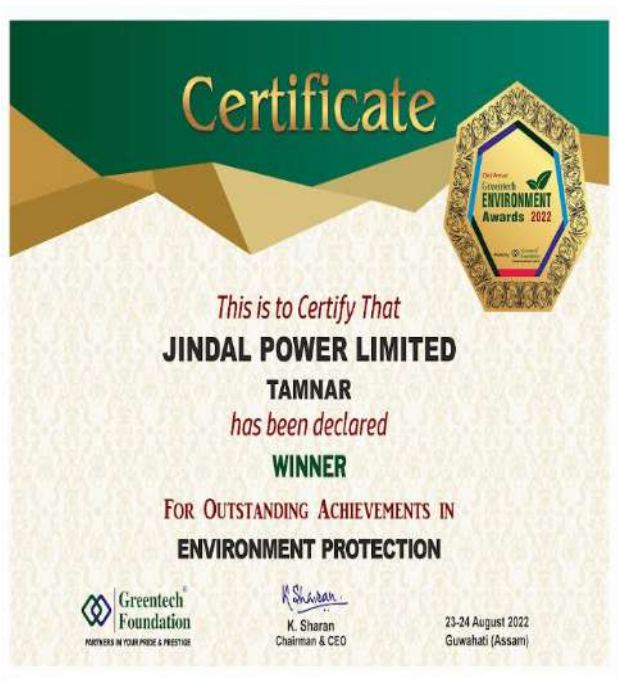 Certificate
Greentech
ENVIRONMENT
Awards 2022
This is to Certify That
JINDAL POWER LIMITED
TAMNAR
has been declared
WINNER
FOR OUTSTANDING ACHIEVEMENTS IN
ENVIRONMENT PROTECTION
Greentech®
Foundation
PARTNERS IN YOUR PRIDE & PRESTIGE
K Sharan.
K. Sharan
Chairman & CEO
23-24 August 2022
Guwahati (Assam)